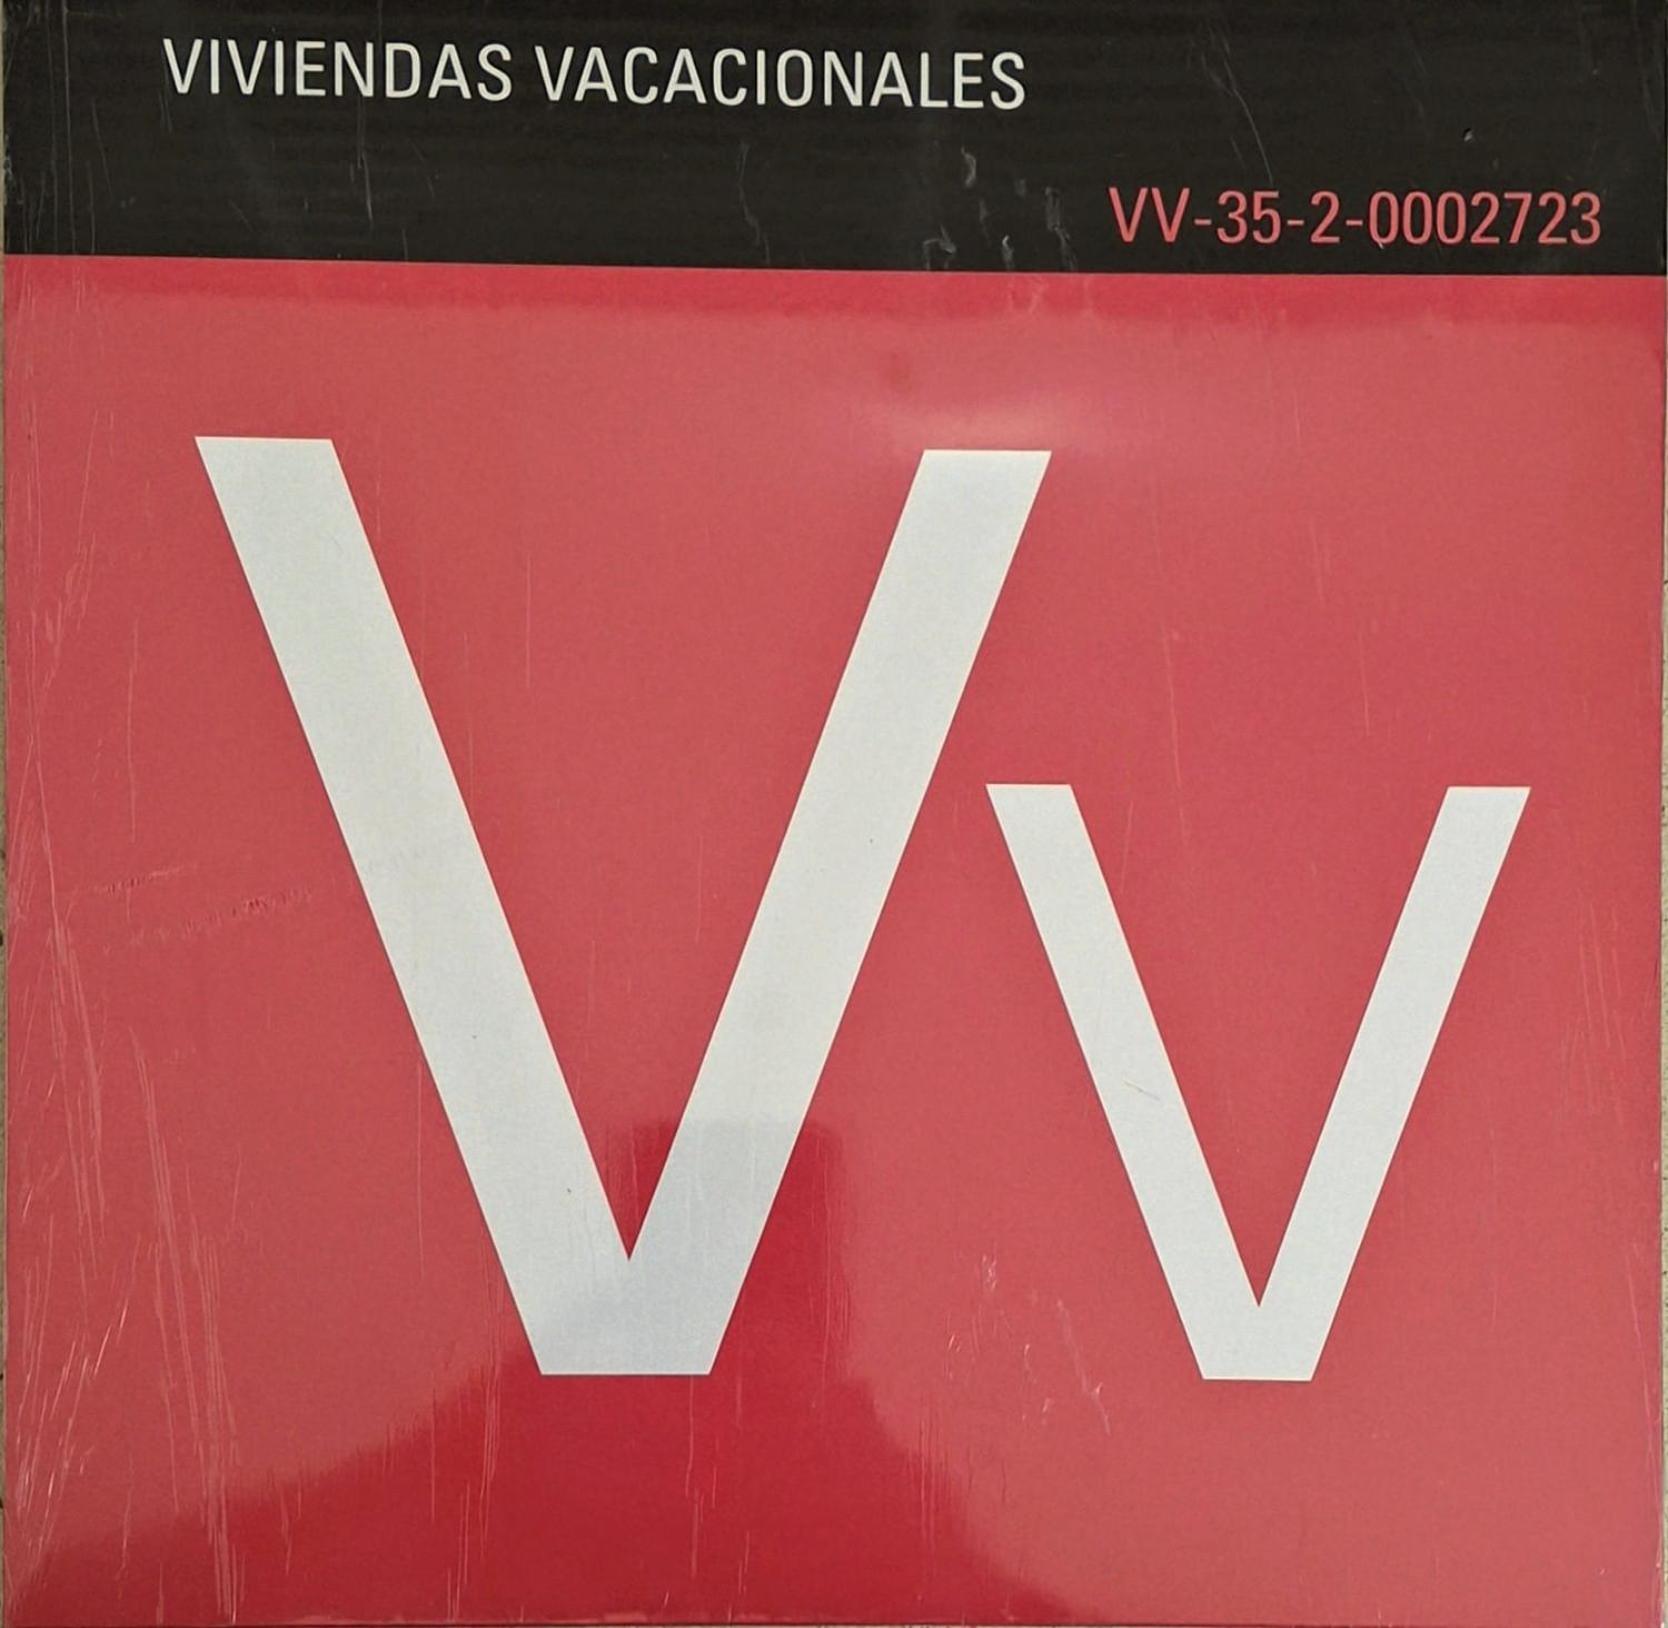 VIVIENDAS VACACIONALES
VV-35-2-0002723
Vv